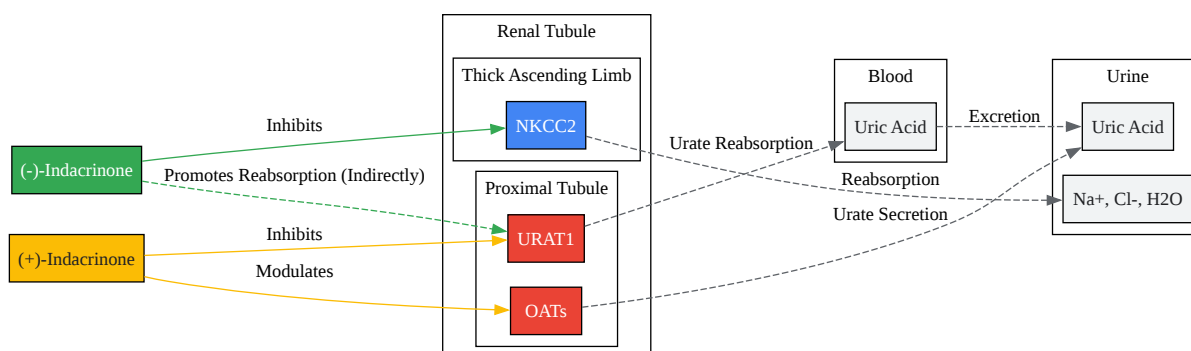 Renal Tubule
Thick Ascending Limb
NKCC2
Proximal Tubule
URAT1
OATs
Blood
Uric Acid
Urine
Uric Acid
Na+, Cl-, H2O
(-)-Indacrinone
(+)-Indacrinone
Inhibits
Promotes Reabsorption (Indirectly)
Inhibits
Modulates
Urate Reabsorption
Reabsorption
Urate Secretion
Excretion